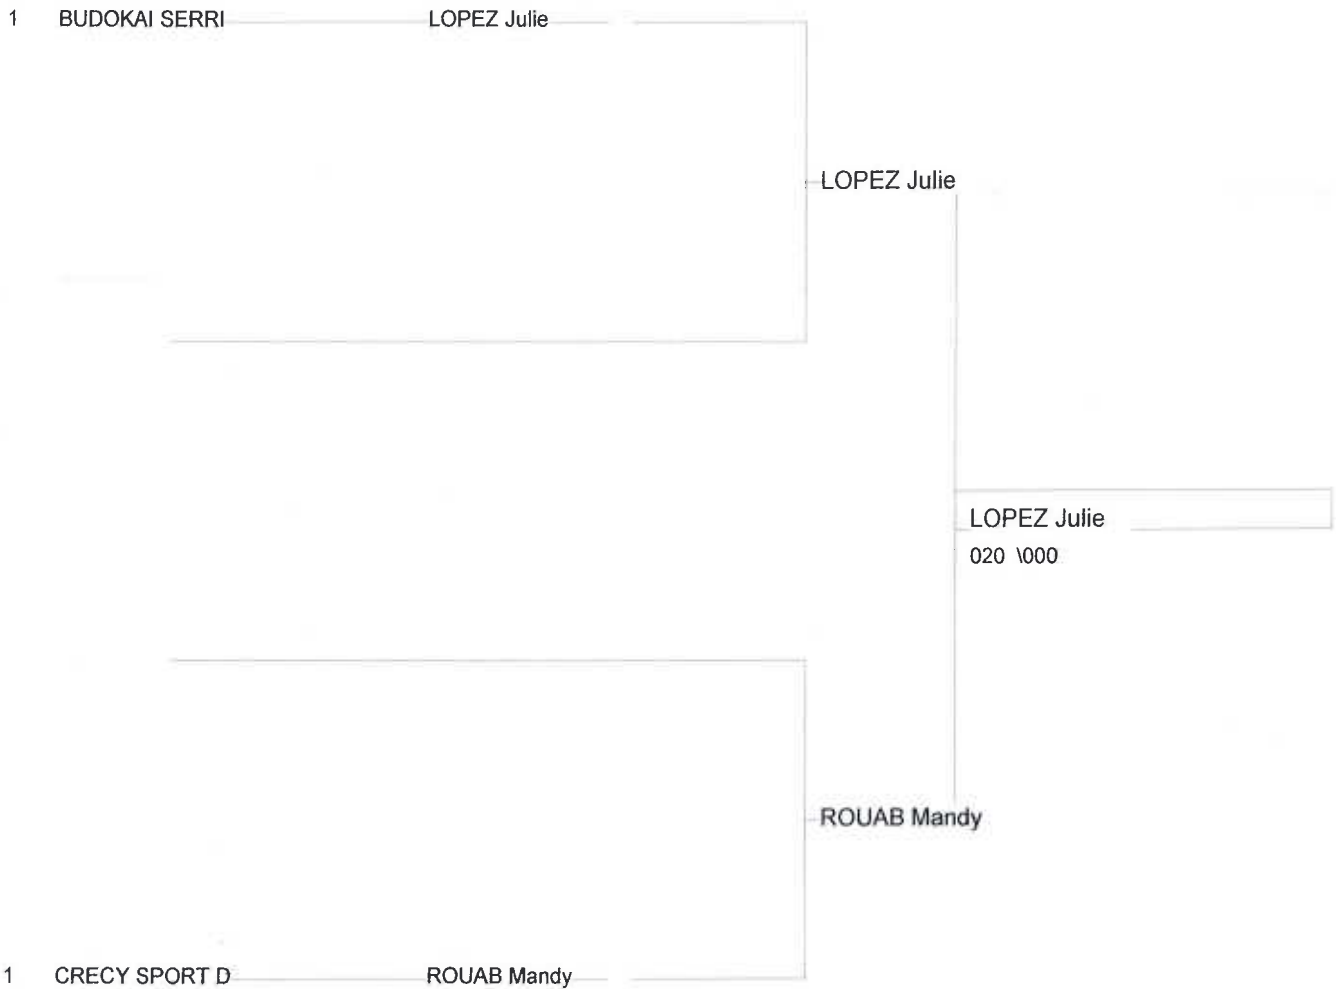 1 BUDOKAI SERRI LOPEZ Julie
LOPEZ Julie
LOPEZ Julie
020 \000
ROUAB Mandy
1 CRECY SPORT D ROUAB Mandy